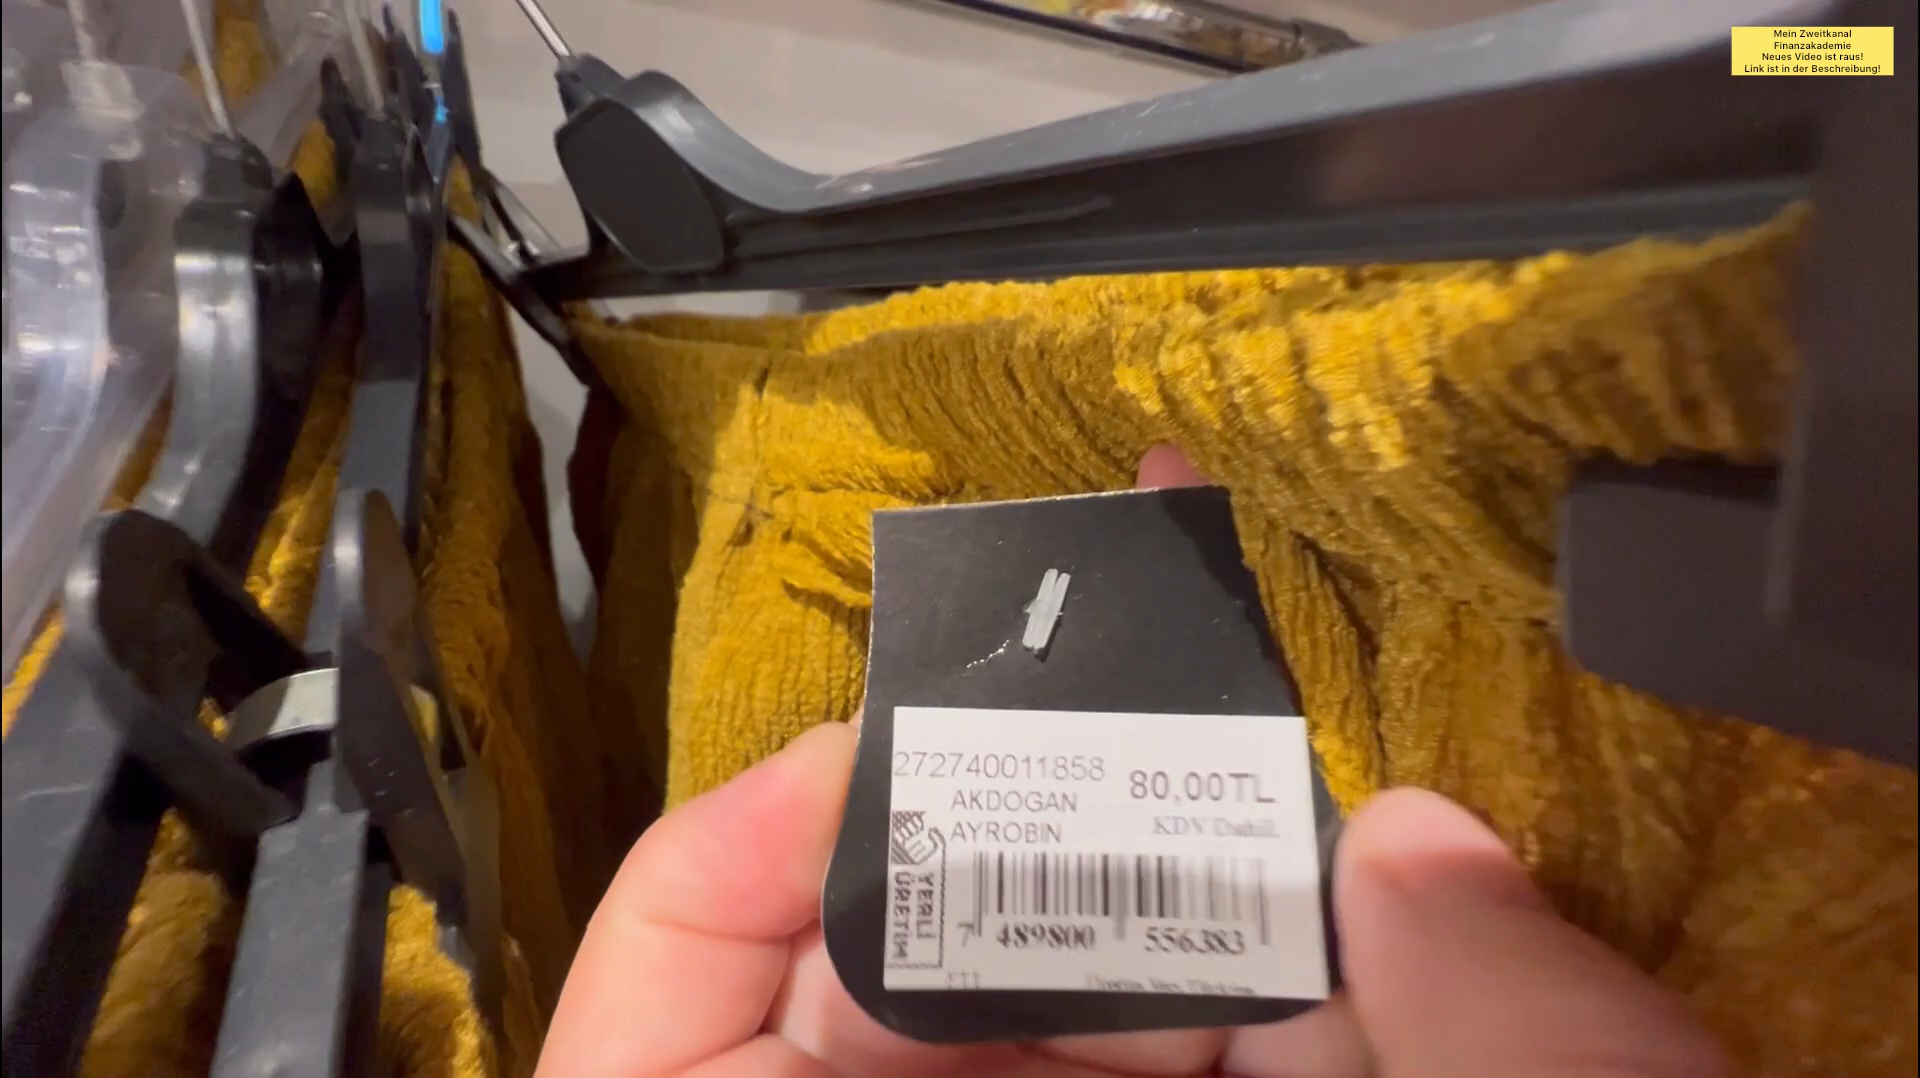 Mein Zweitkanal
Finanzakademie
Neues Video ist raus!
Link ist in der Beschreibung!
272740011858
80,00TL
AKDOGAN
KDV Dahil
AYROBIN
YERLİ
ÜRETİM
7 489800 556383